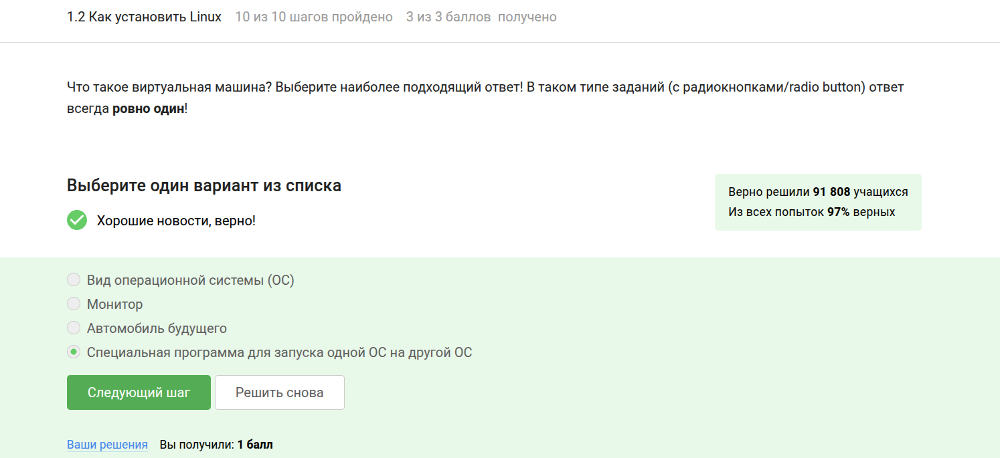 1.2 Как установить Linux 10 из 10 шагов пройдено 3 из 3 баллов получено
Что такое виртуальная машина? Выберите наиболее подходящий ответ! В таком типе заданий (с радиокнопками/radio button) ответ
всегда ровно один!
Выберите один вариант из списка
Хорошие новости, верно!
Верно решили 91 808 учащихся
Из всех попыток 97% верных
Вид операционной системы (ОС)
Монитор
Автомобиль будущего
Специальная программа для запуска одной ОС на другой ОС
Следующий шаг Решить снова
Ваши решения Вы получили: 1 балл